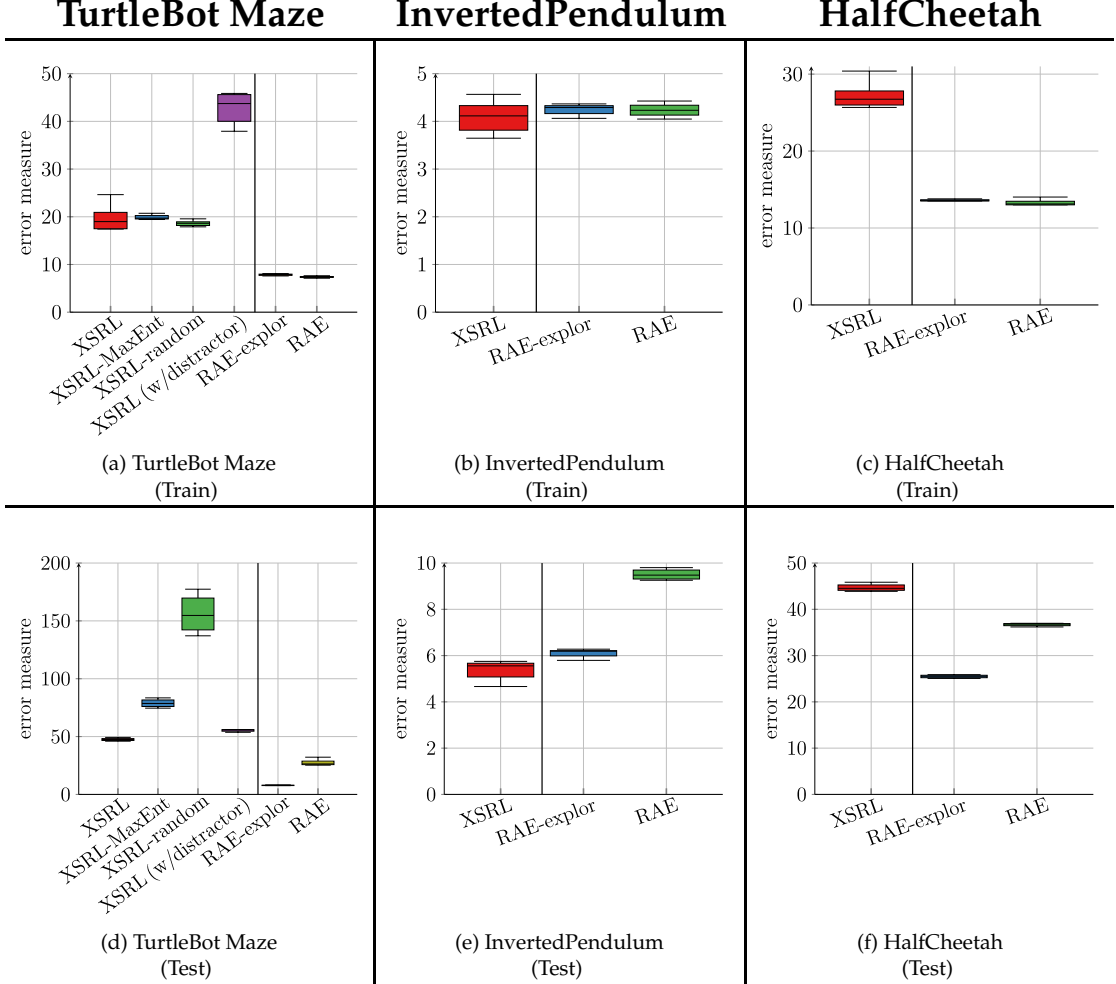 TurtleBot Maze
InvertedPendulum
HalfCheetah
error measure
50
40
30
20
10
0
XSRL
XSRL-MaxEnt
XSRL-random
XSRL (w/distractor)
RAE-explor
RAE
(a) TurtleBot Maze
(Train)
error measure
5
4
3
2
1
0
XSRL
RAE-explor
RAE
(b) InvertedPendulum
(Train)
error measure
30
20
10
0
XSRL
RAE-explor
RAE
(c) HalfCheetah
(Train)
error measure
200
150
100
50
0
XSRL
XSRL-MaxEnt
XSRL-random
XSRL (w/distractor)
RAE-explor
RAE
(d) TurtleBot Maze
(Test)
error measure
10
8
6
4
2
0
XSRL
RAE-explor
RAE
(e) InvertedPendulum
(Test)
error measure
50
40
30
20
10
0
XSRL
RAE-explor
RAE
(f) HalfCheetah
(Test)